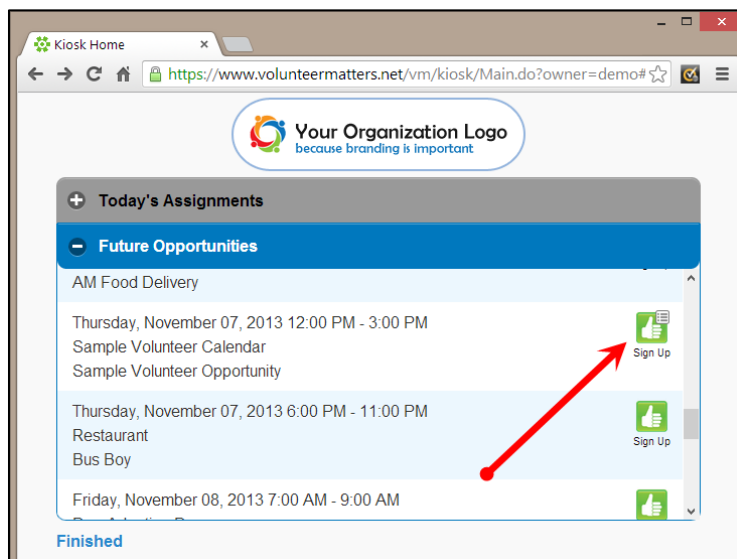 Kiosk Home
https://www.volunteermatters.net/vm/kiosk/Main.do?owner=demo#
Your Organization Logo
because branding is important
Today's Assignments
Future Opportunities
AM Food Delivery
Thursday, November 07, 2013 12:00 PM - 3:00 PM
Sample Volunteer Calendar
Sample Volunteer Opportunity
Sign Up
Thursday, November 07, 2013 6:00 PM - 11:00 PM
Restaurant
Bus Boy
Sign Up
Friday, November 08, 2013 7:00 AM - 9:00 AM
Finished